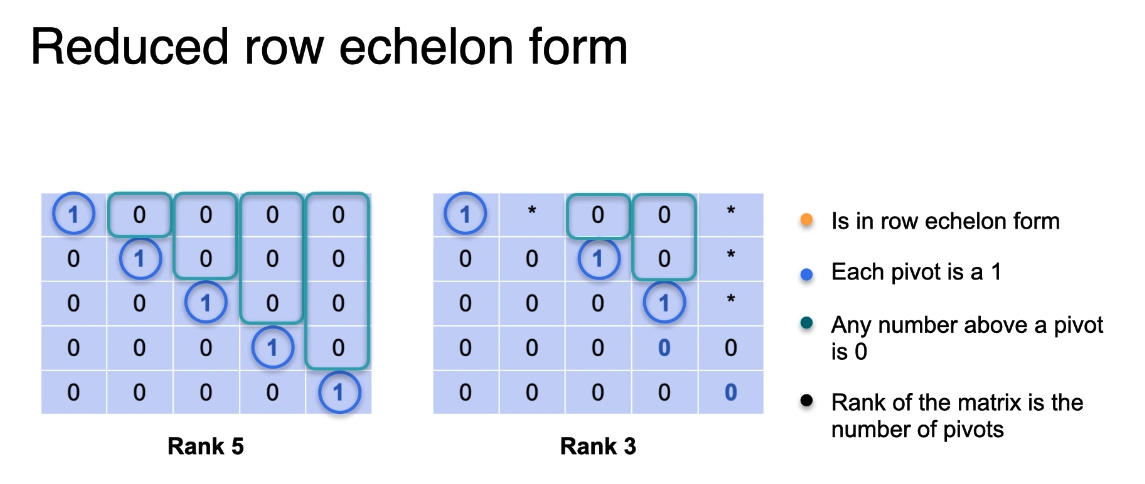 Reduced row echelon form
1 0 0 0 0
0 1 0 0 0
0 0 1 0 0
0 0 0 1 0
0 0 0 0 1
Rank 5
1 * 0 0 *
0 0 1 0 *
0 0 0 1 *
0 0 0 0 0
0 0 0 0 0
Rank 3
Is in row echelon form
Each pivot is a 1
Any number above a pivot
is 0
Rank of the matrix is the
number of pivots